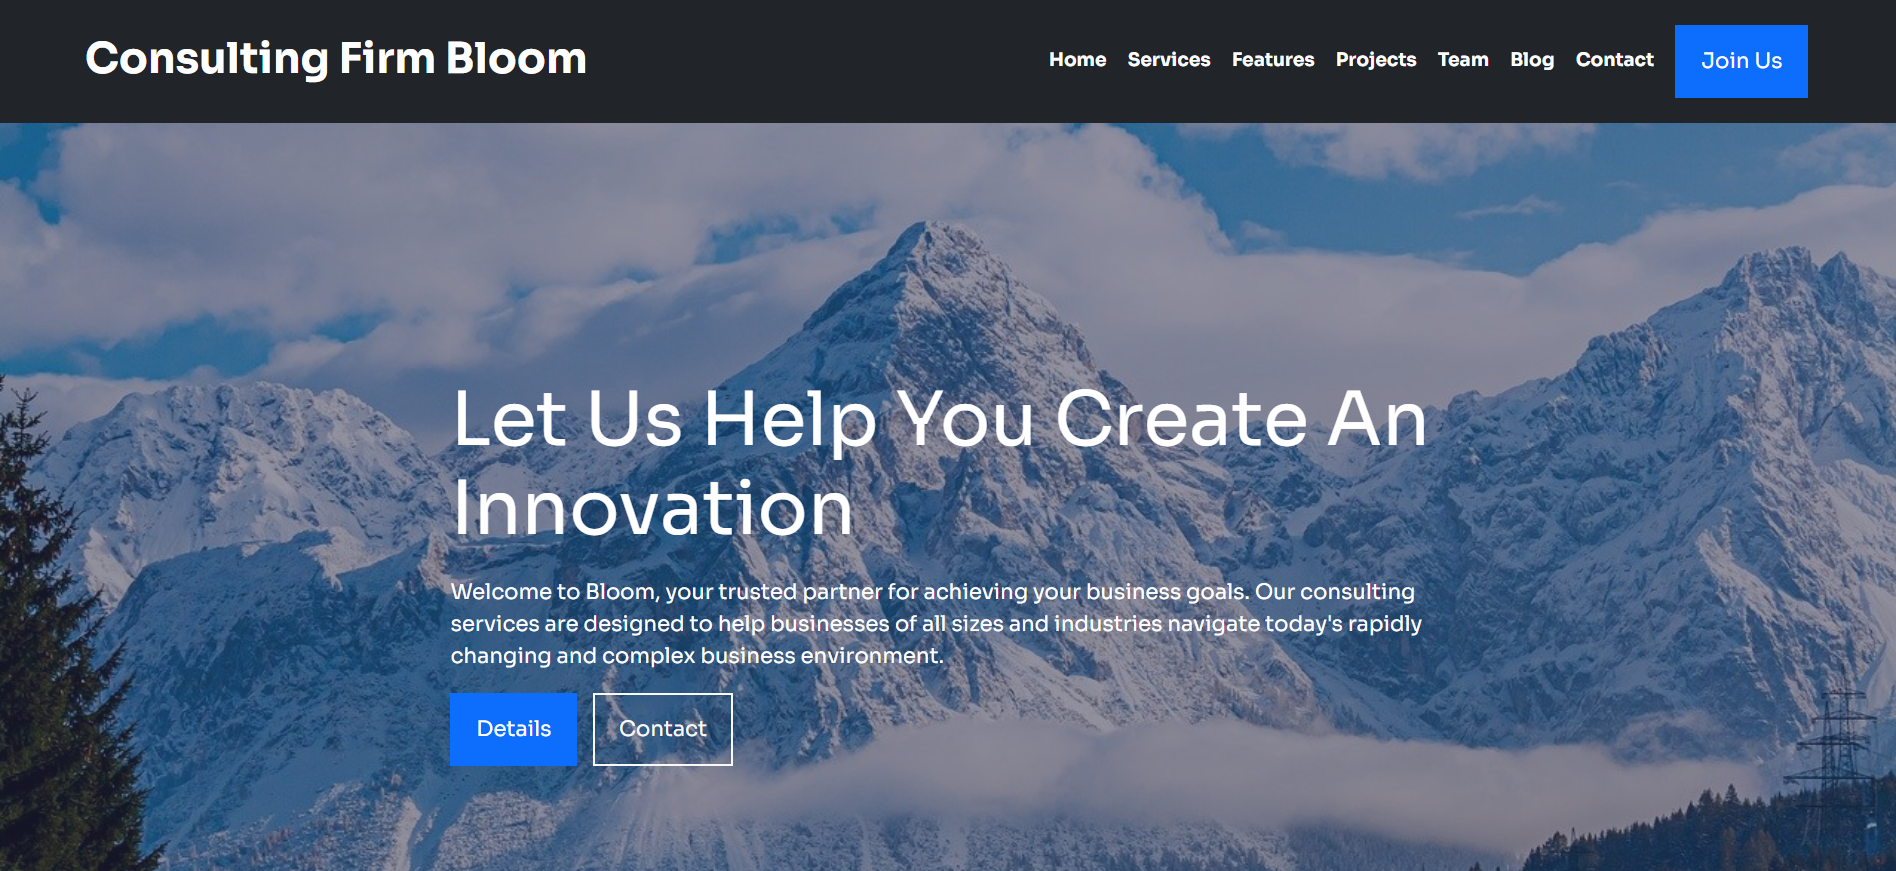 Consulting Firm Bloom
Home Services Features Projects Team Blog Contact Join Us
Let Us Help You Create An
Innovation
Welcome to Bloom, your trusted partner for achieving your business goals. Our consulting
services are designed to help businesses of all sizes and industries navigate today's rapidly
changing and complex business environment.
Details Contact